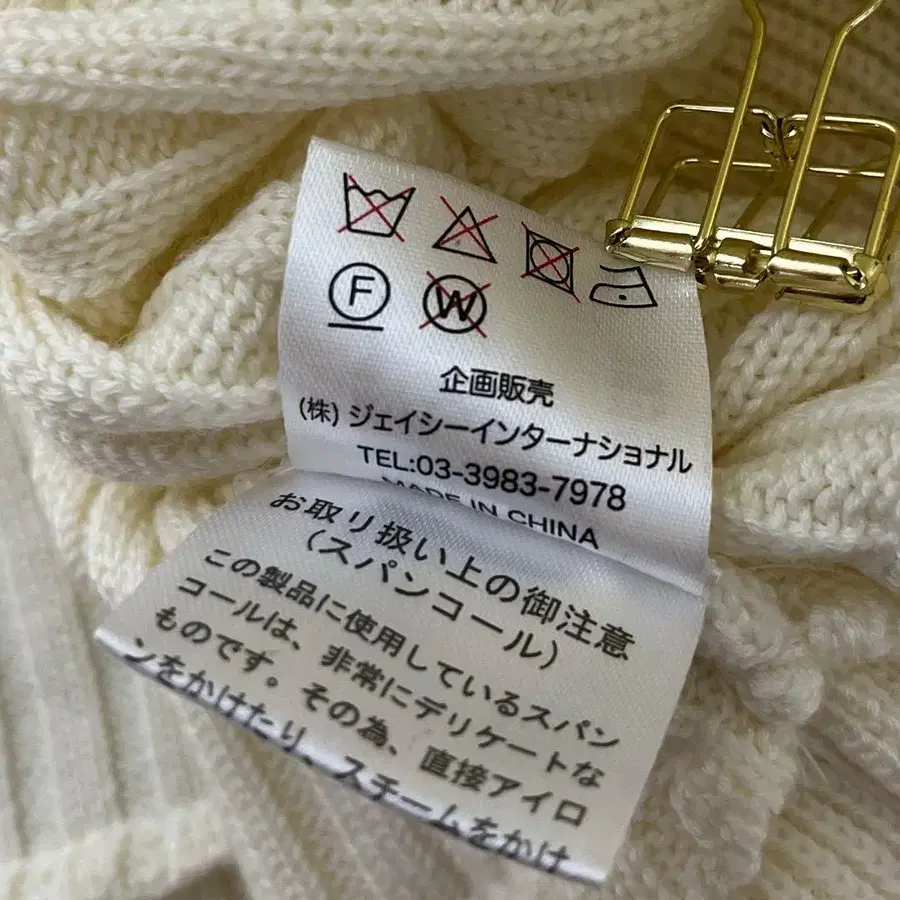 F W
企画販売
(株) ジェイシーインターナショナル
TEL:03-3983-7978
MADE IN CHINA
お取り扱い上の御注意
(スパンコール)
この製品に使用しているスパン
コールは、非常にデリケートな
ものです。その為、直接アイロ
ンをかけたり、スチームをかけ